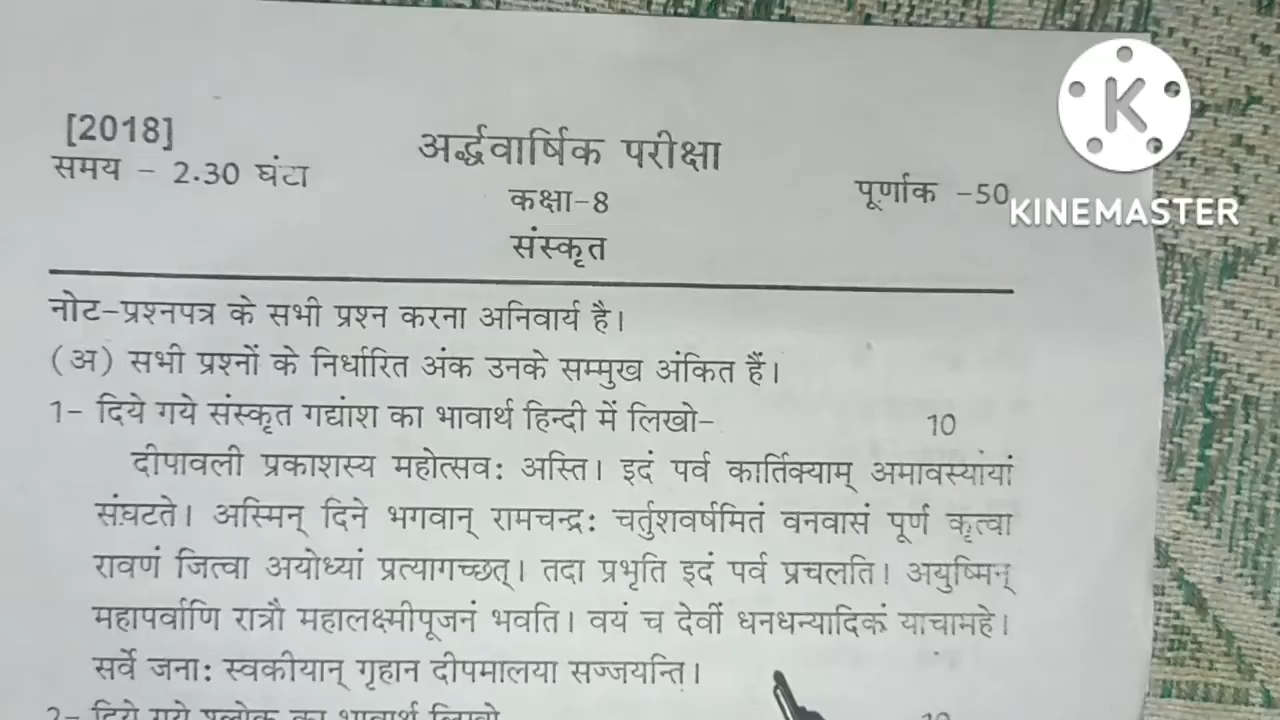 [2018]
अर्द्धवार्षिक परीक्षा
समय - 2.30 घंटा
कक्षा-8
पूर्णाक -50
संस्कृत
K
KINEMASTER
नोट-प्रश्नपत्र के सभी प्रश्न करना अनिवार्य है।
(अ) सभी प्रश्नों के निर्धारित अंक उनके सम्मुख अंकित हैं।
1- दिये गये संस्कृत गद्यांश का भावार्थ हिन्दी में लिखो- 10
दीपावली प्रकाशस्य महोत्सव: अस्ति। इदं पर्व कार्तिक्याम् अमावस्यांयां
संघटते। अस्मिन् दिने भगवान् रामचन्द्र: चर्तुशवर्षमितं वनवासं पूर्ण कृत्वा
रावणं जित्वा अयोध्यां प्रत्यागच्छत्। तदा प्रभृति इदं पर्व प्रचलति। अयुष्मिन्
महापर्वाणि रात्रौ महालक्ष्मीपूजनं भवति। वयं च देवीं धनधन्यादिकं याचामहे।
सर्वे जना: स्वकीयान् गृहान दीपमालया सज्जयन्ति।
2- दिये गये श्लोक का भावार्थ लिखो 10